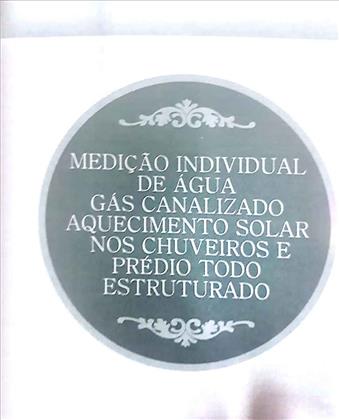 MEDIÇÃO INDIVIDUAL
DE ÁGUA
GÁS CANALIZADO
AQUECIMENTO SOLAR
NOS CHUVEIROS E
PRÉDIO TODO
ESTRUTURADO